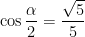 cos α/2 = √5/5